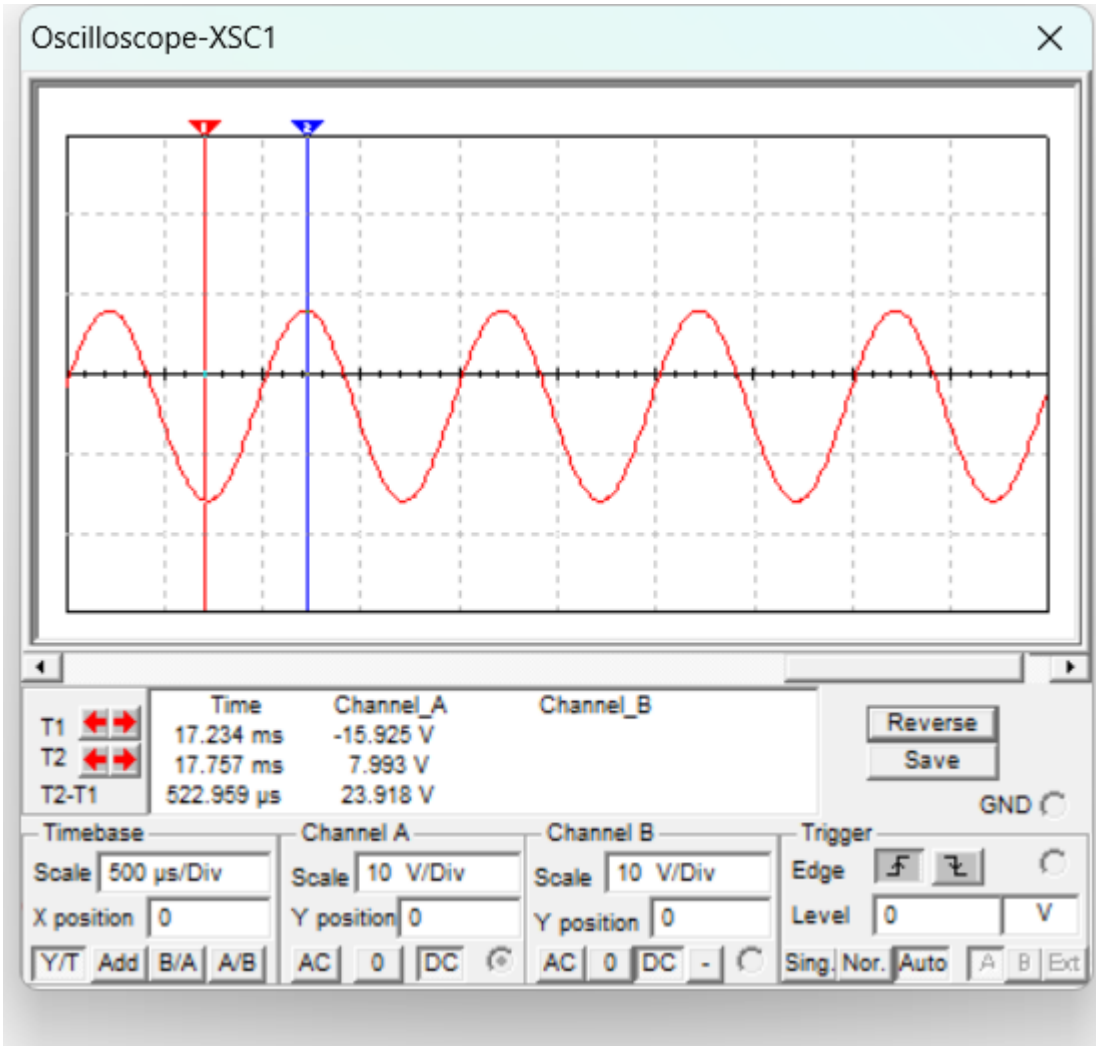 Oscilloscope-XSC1
1 2
Time Channel_A Channel_B
T1 17.234 ms -15.925 V
T2 17.757 ms 7.993 V
T2-T1 522.959 µs 23.918 V
Reverse
Save
GND
Timebase
Scale 500 µs/Div
X position 0
Y/T Add B/A A/B
Channel A
Scale 10 V/Div
Y position 0
AC 0 DC
Channel B
Scale 10 V/Div
Y position 0
AC 0 DC -
Trigger
Edge
Level 0 V
Sing. Nor. Auto A B Ext